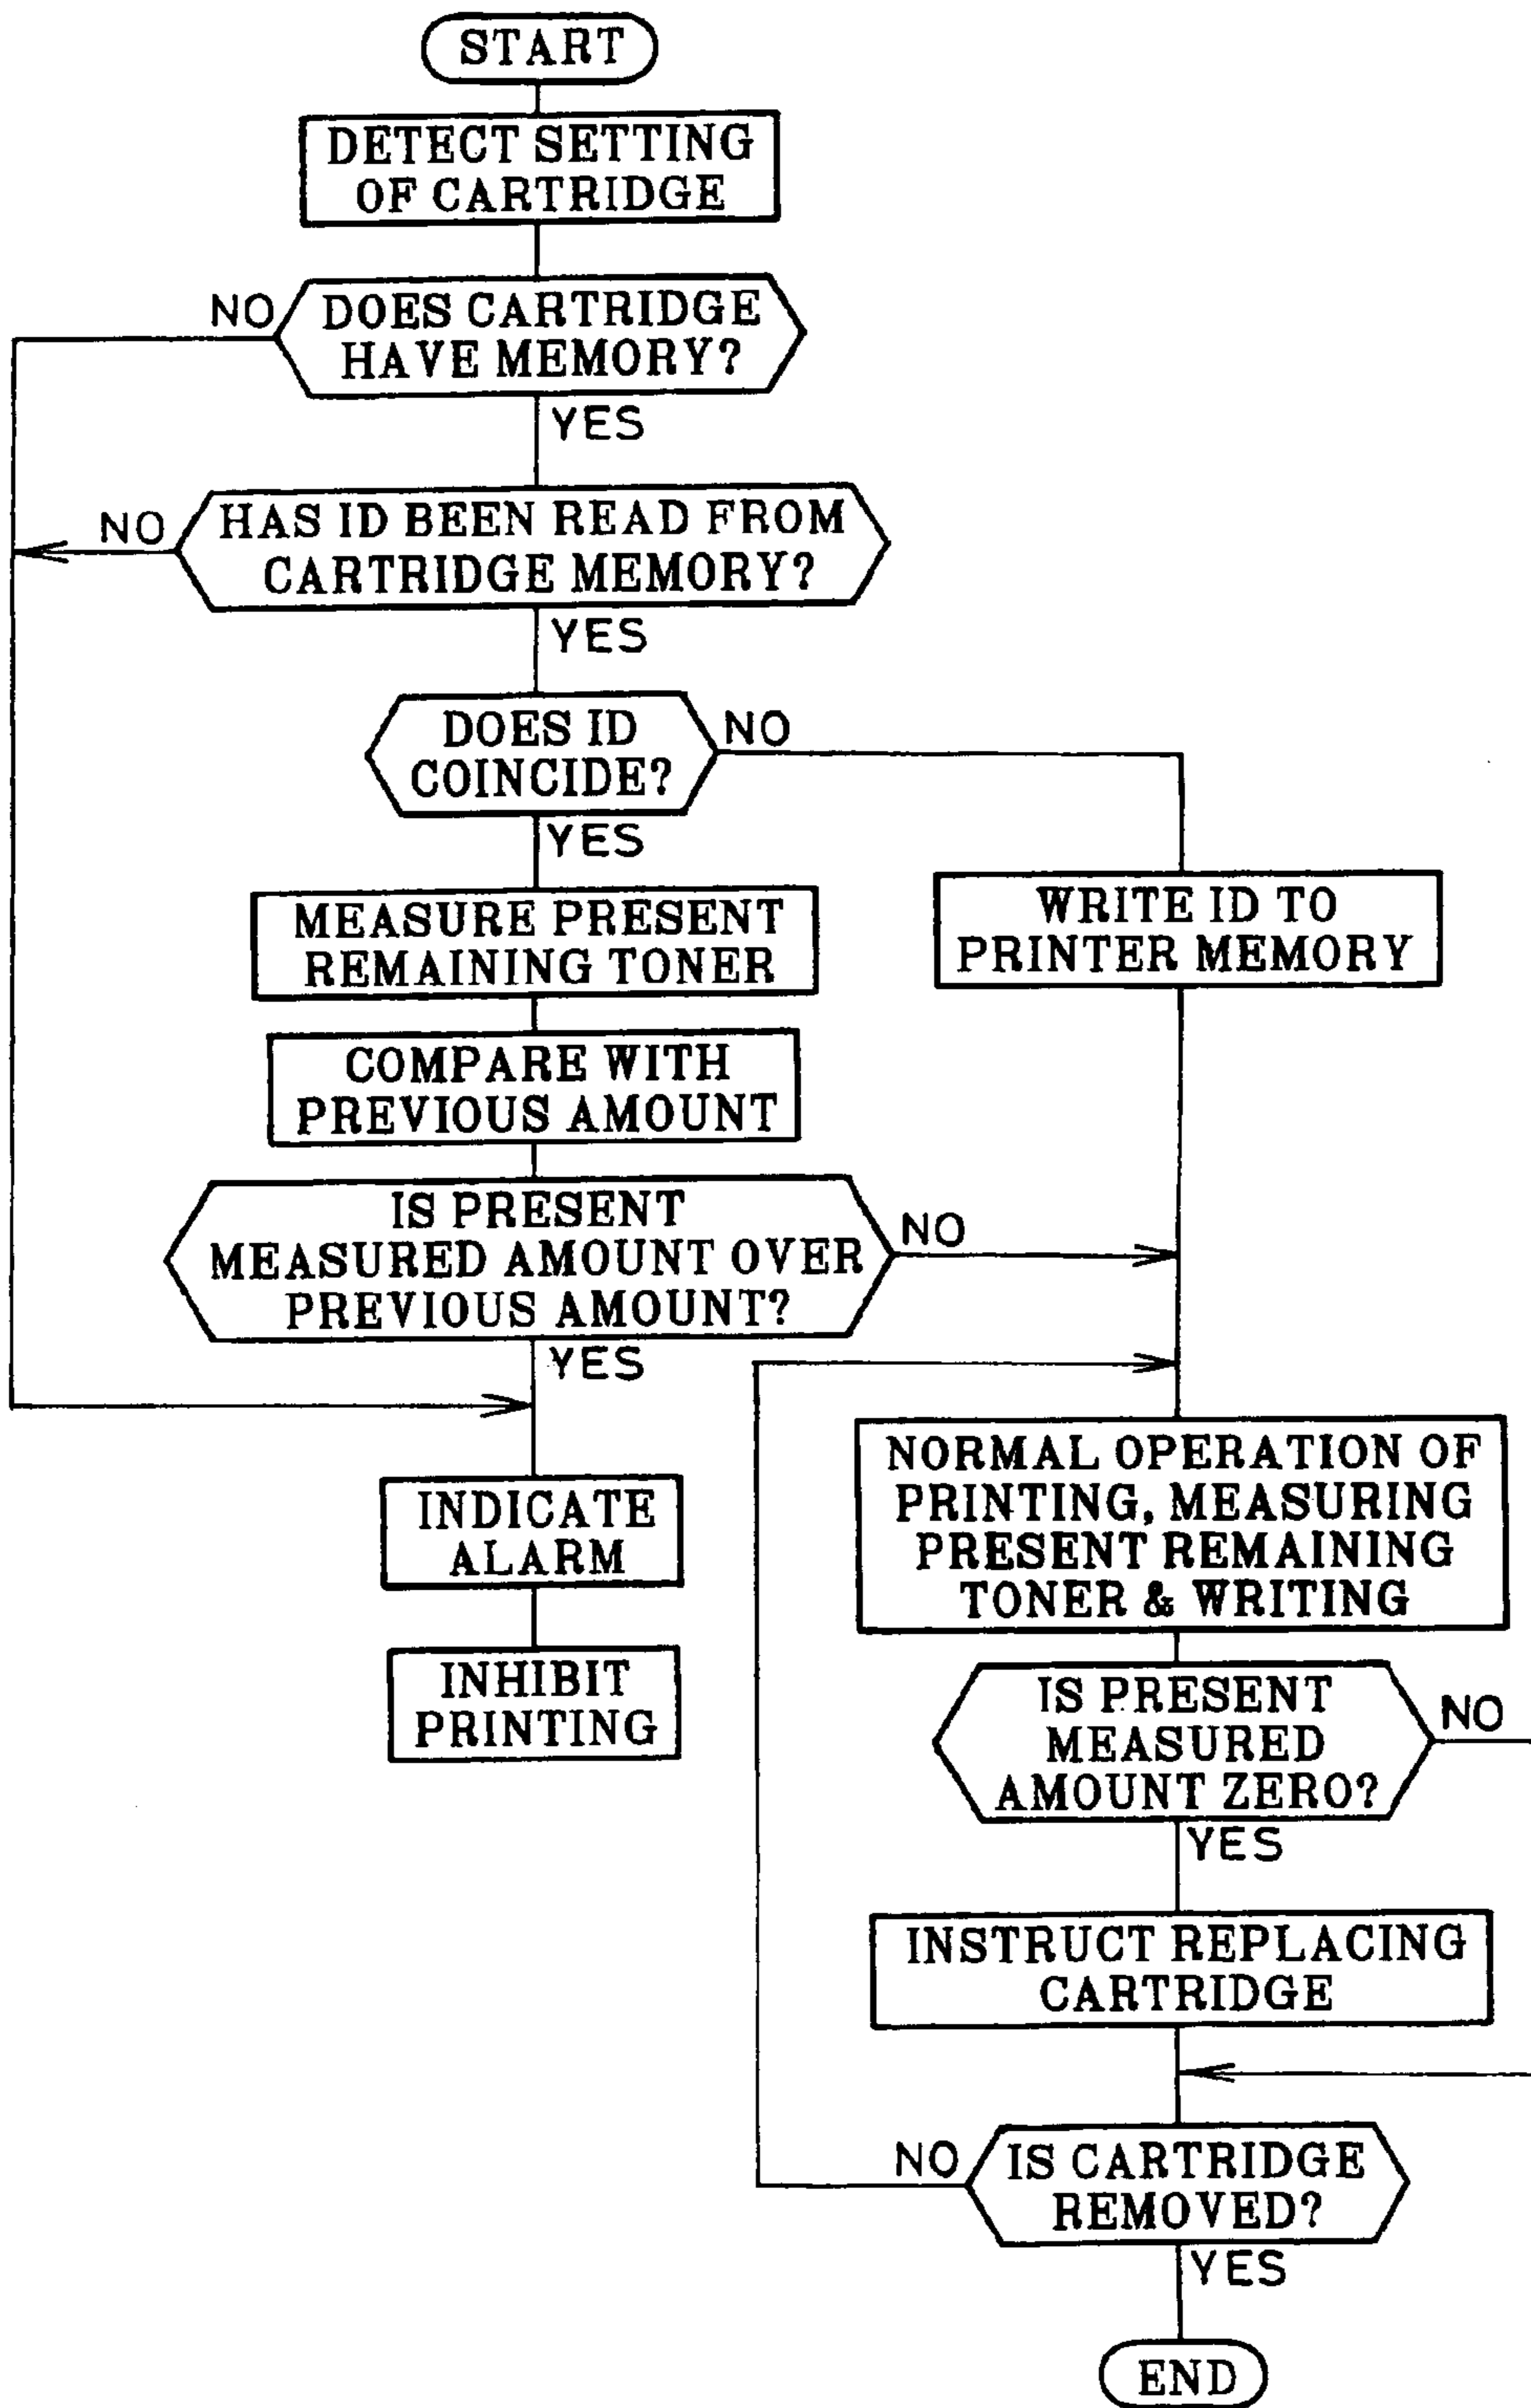 START
DETECT SETTING
OF CARTRIDGE
NO
DOES CARTRIDGE
HAVE MEMORY?
YES
NO
HAS ID BEEN READ FROM
CARTRIDGE MEMORY?
YES
DOES ID
COINCIDE?
NO
YES
MEASURE PRESENT
REMAINING TONER
WRITE ID TO
PRINTER MEMORY
COMPARE WITH
PREVIOUS AMOUNT
IS PRESENT
MEASURED AMOUNT OVER
PREVIOUS AMOUNT?
NO
YES
INDICATE
ALARM
INHIBIT
PRINTING
NORMAL OPERATION OF
PRINTING, MEASURING
PRESENT REMAINING
TONER & WRITING
IS PRESENT
MEASURED
AMOUNT ZERO?
NO
YES
INSTRUCT REPLACING
CARTRIDGE
NO
IS CARTRIDGE
REMOVED?
YES
END